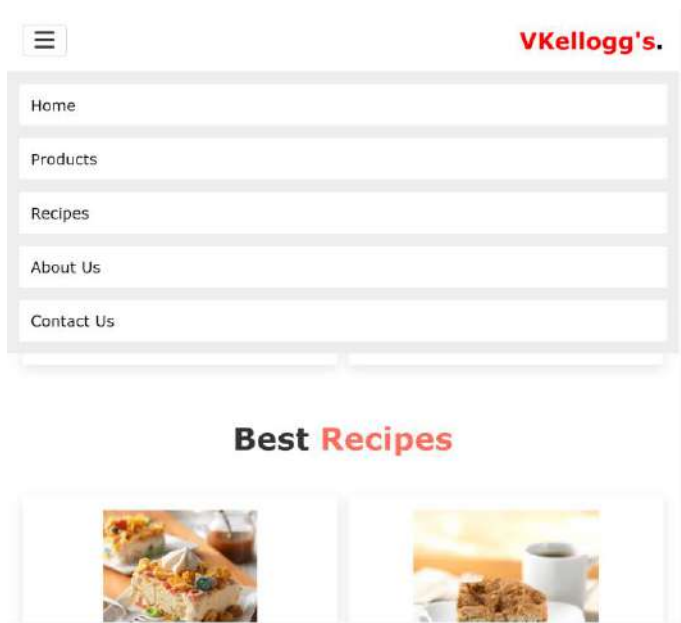 VKellogg's.
Home
Products
Recipes
About Us
Contact Us
Best Recipes